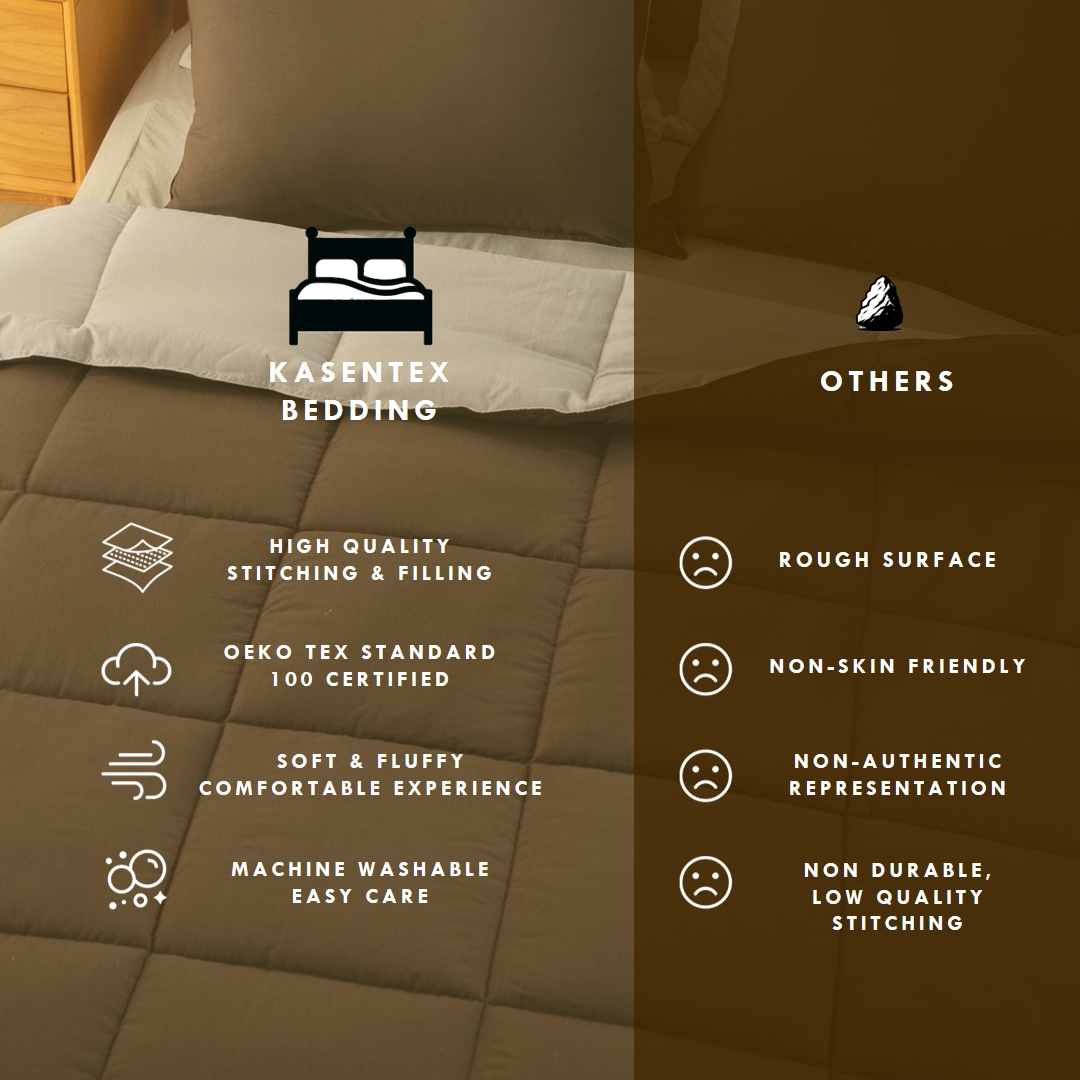 KASENTEX
BEDDING
HIGH QUALITY
STITCHING & FILLING
OEKO TEX STANDARD
100 CERTIFIED
SOFT & FLUFFY
COMFORTABLE EXPERIENCE
MACHINE WASHABLE
EASY CARE
OTHERS
ROUGH SURFACE
NON-SKIN FRIENDLY
NON-AUTHENTIC
REPRESENTATION
NON DURABLE,
LOW QUALITY
STITCHING